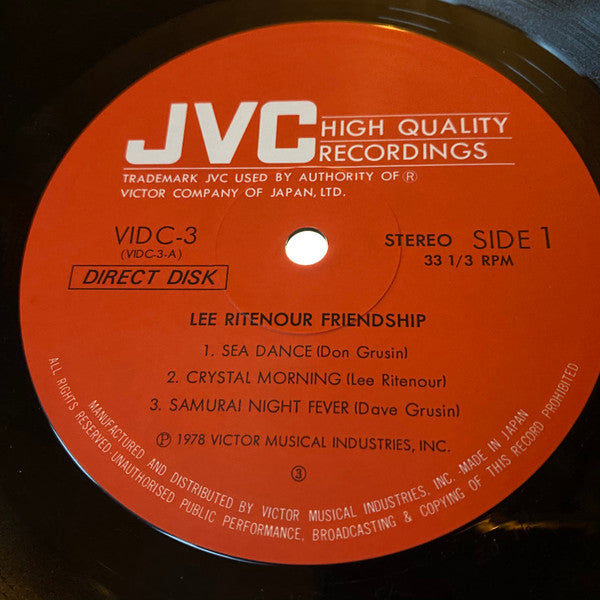 JVC HIGH QUALITY
RECORDINGS
TRADEMARK JVC USED BY AUTHORITY OF Ⓡ
VICTOR COMPANY OF JAPAN, LTD.
VIDC-3
(VIDC-3-A)
DIRECT DISK
STEREO SIDE 1
33 1/3 RPM
LEE RITENOUR FRIENDSHIP
1. SEA DANCE (Don Grusin)
2. CRYSTAL MORNING (Lee Ritenour)
3. SAMURAI NIGHT FEVER (Dave Grusin)
Ⓟ 1978 VICTOR MUSICAL INDUSTRIES, INC.
③
MANUFACTURED AND DISTRIBUTED BY VICTOR MUSICAL INDUSTRIES, INC. MADE IN JAPAN
ALL RIGHTS RESERVED. UNAUTHORISED PUBLIC PERFORMANCE, BROADCASTING & COPYING OF THIS RECORD PROHIBITED